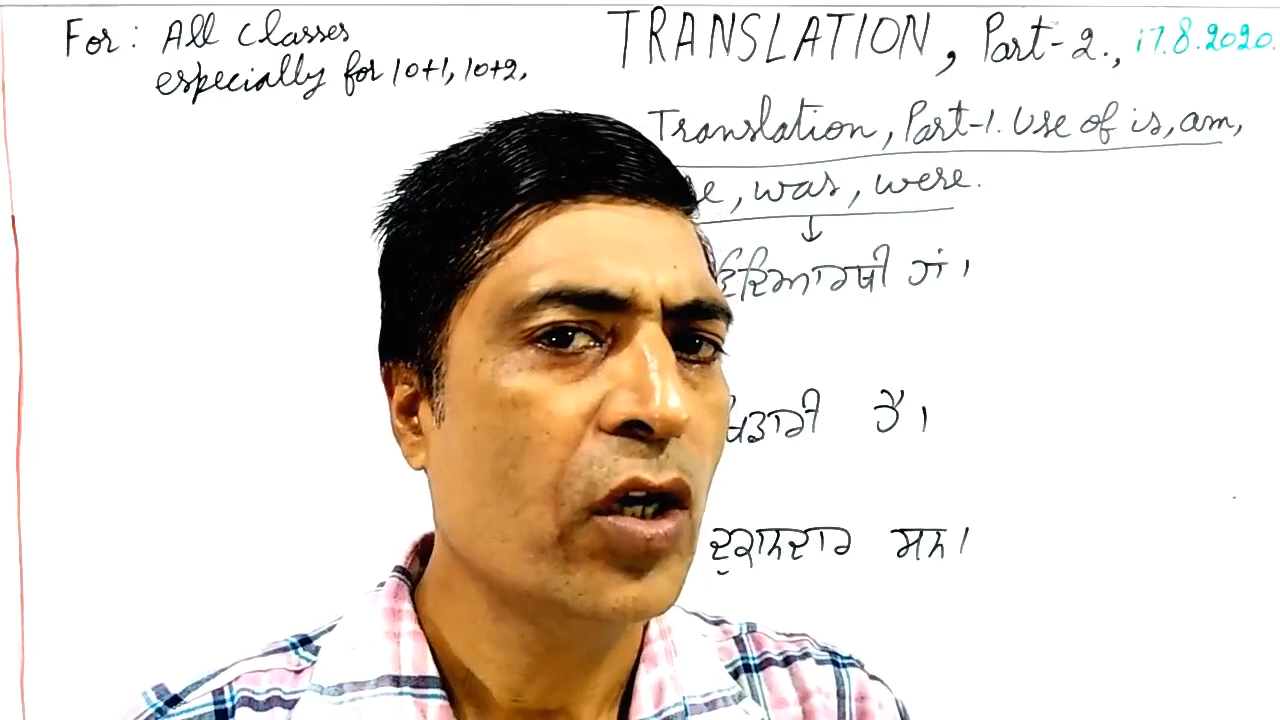 For: All classes
especially for 10+1, 10+2,
TRANSLATION, Part-2., 17.8.2020.
Translation, Part-1. Use of is, am,
was, were.
↓
ਵਿਦਿਆਰਥੀ ਹਾਂ।
ਹੈਂ।
ਦੁਕਾਨਦਾਰ ਸਨ।